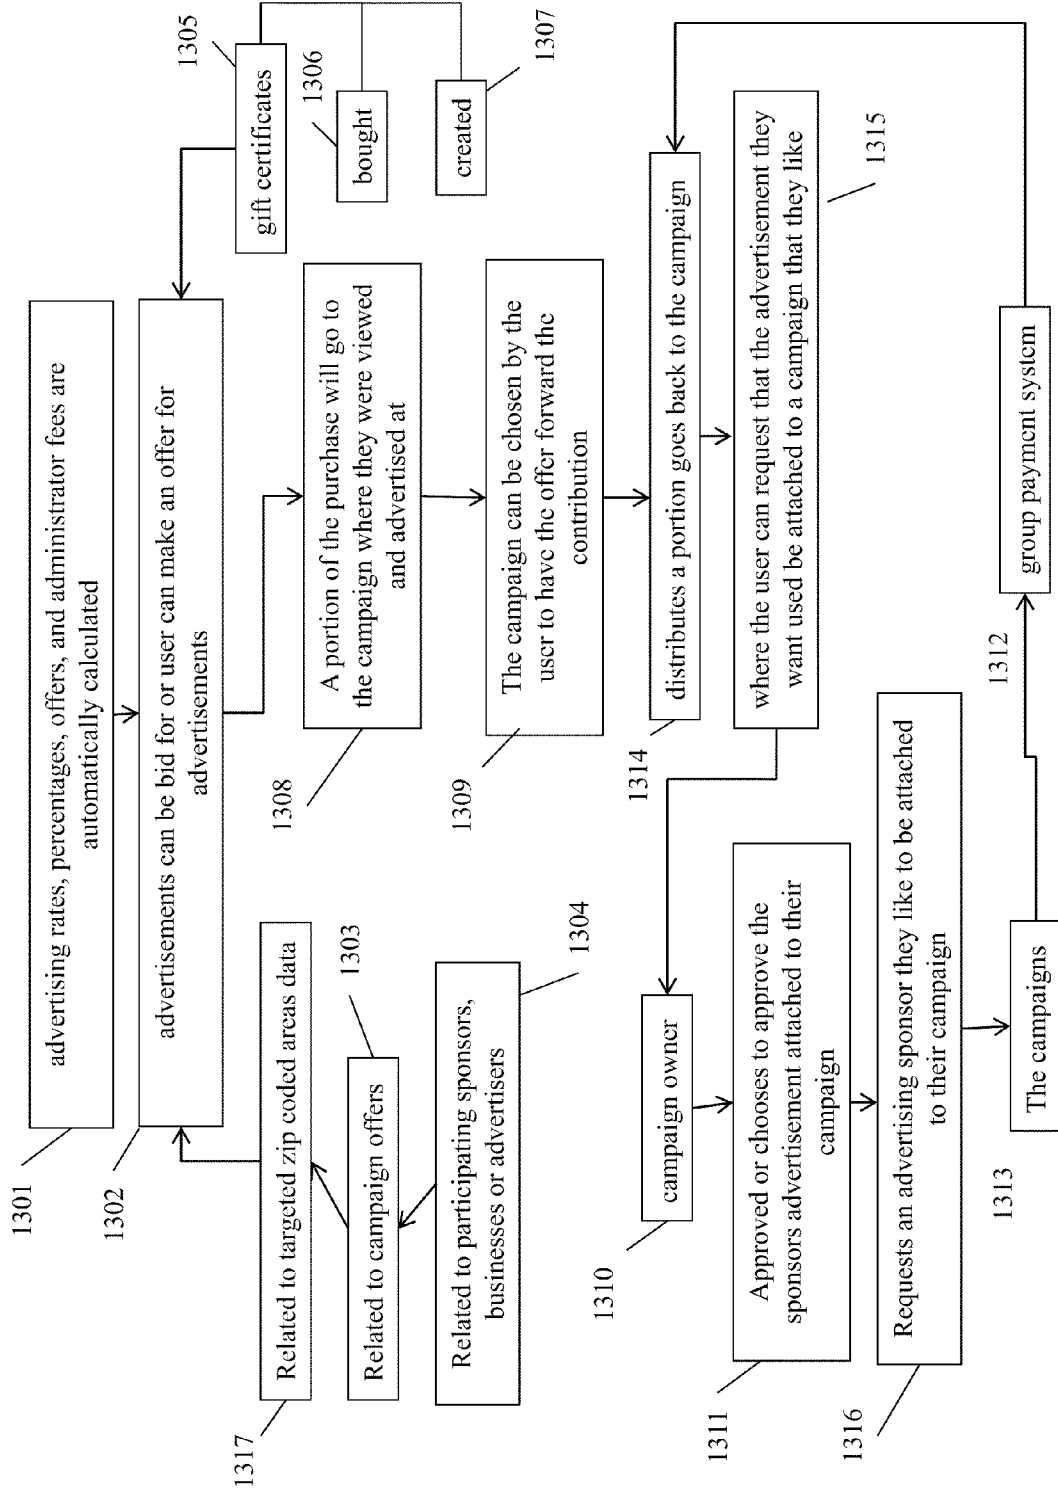 1301
advertising rates, percentages, offers, and administrator fees are
automatically calculated
1302
advertisements can be bid for or user can make an offer for
advertisements
1305
gift certificates
1306
bought
1307
created
1317
Related to targeted zip coded areas data
1303
Related to campaign offers
1304
Related to participating sponsors,
businesses or advertisers
1308
A portion of the purchase will go to
the campaign where they were viewed
and advertised at
1309
The campaign can be chosen by the
user to have the offer forward the
contribution
1314
distributes a portion goes back to the campaign
1315
where the user can request that the advertisement they
want used be attached to a campaign that they like
1310
campaign owner
1311
Approved or chooses to approve the
sponsors advertisement attached to their
campaign
1316
Requests an advertising sponsor they like to be attached
to their campaign
1313
The campaigns
1312
group payment system